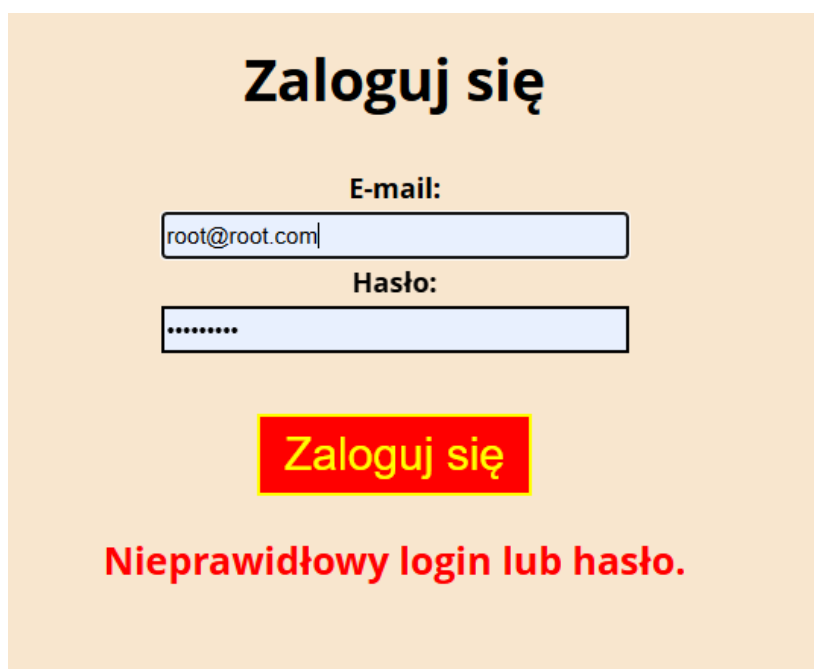 Zaloguj się
E-mail:
root@root.com
Hasło:
•••••••••
Zaloguj się
Nieprawidłowy login lub hasło.